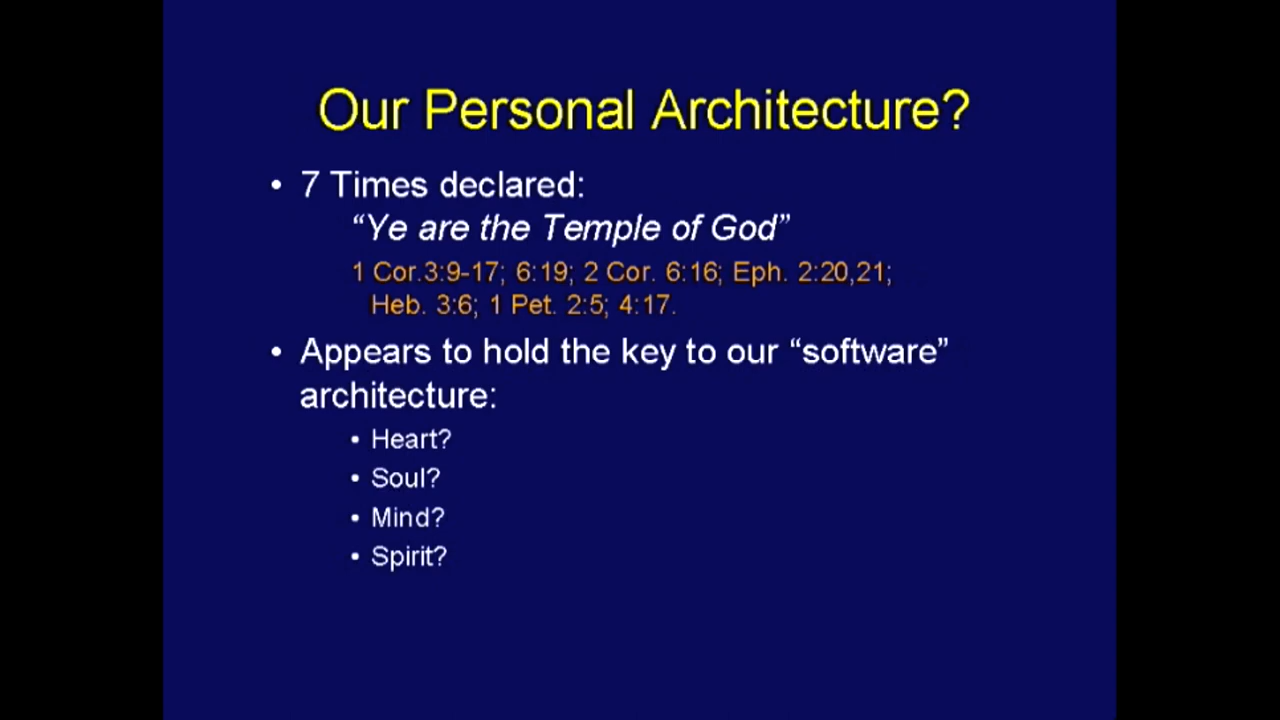 Our Personal Architecture?
• 7 Times declared:
“Ye are the Temple of God”
1 Cor.3:9-17; 6:19; 2 Cor. 6:16; Eph. 2:20,21;
Heb. 3:6; 1 Pet. 2:5; 4:17.
• Appears to hold the key to our “software”
architecture:
• Heart?
• Soul?
• Mind?
• Spirit?